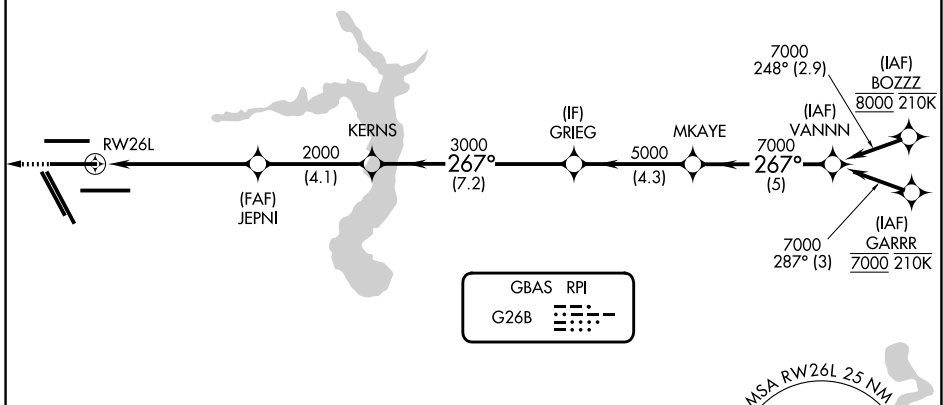 7000
248° (2.9)
(IAF)
BOZZZ
8000 210K
RW26L
KERNS
(IF)
GRIEG
MKAYE
(IAF)
VANNN
2000
(4.1)
3000
267°
(7.2)
5000
(4.3)
7000
267°
(5)
(FAF)
JEPNI
7000
287° (3)
(IAF)
GARRR
7000 210K
GBAS RPI
G26B
MSA RW26L 25 NM